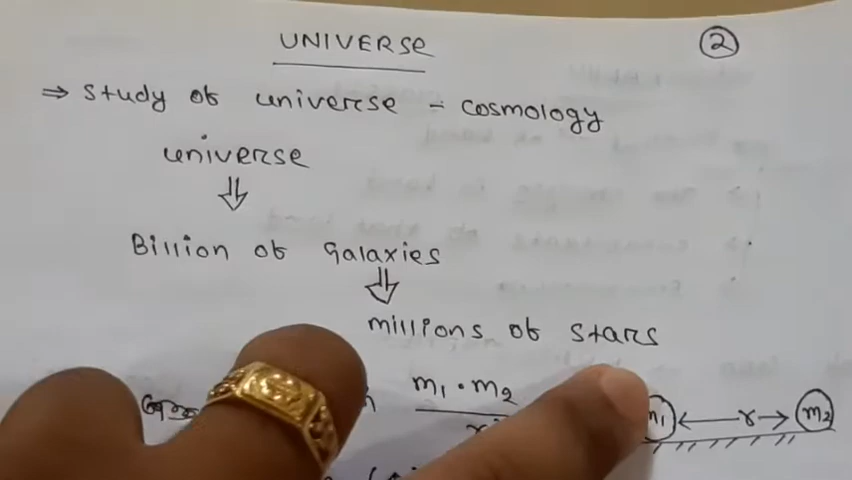 UNIVERSE
②
⇒ Study of universe - cosmology
universe
⇓
Billion of galaxies
⇓
millions of stars
m₁ · m₂
m₁ ← r → m₂